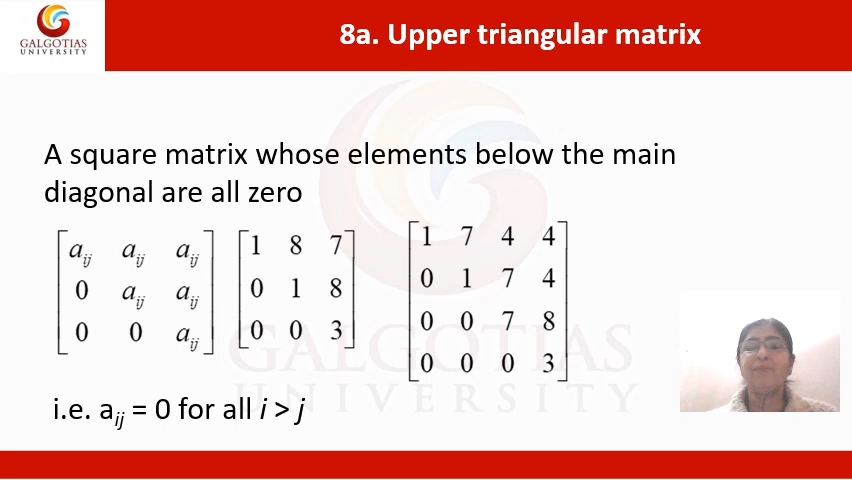 GALGOTIAS
UNIVERSITY
8a. Upper triangular matrix
A square matrix whose elements below the main
diagonal are all zero
a_ij a_ij a_ij
0 a_ij a_ij
0 0 a_ij
1 8 7
0 1 8
0 0 3
1 7 4 4
0 1 7 4
0 0 7 8
0 0 0 3
GALGOTIAS
UNIVERSITY
i.e. a_ij = 0 for all i > j